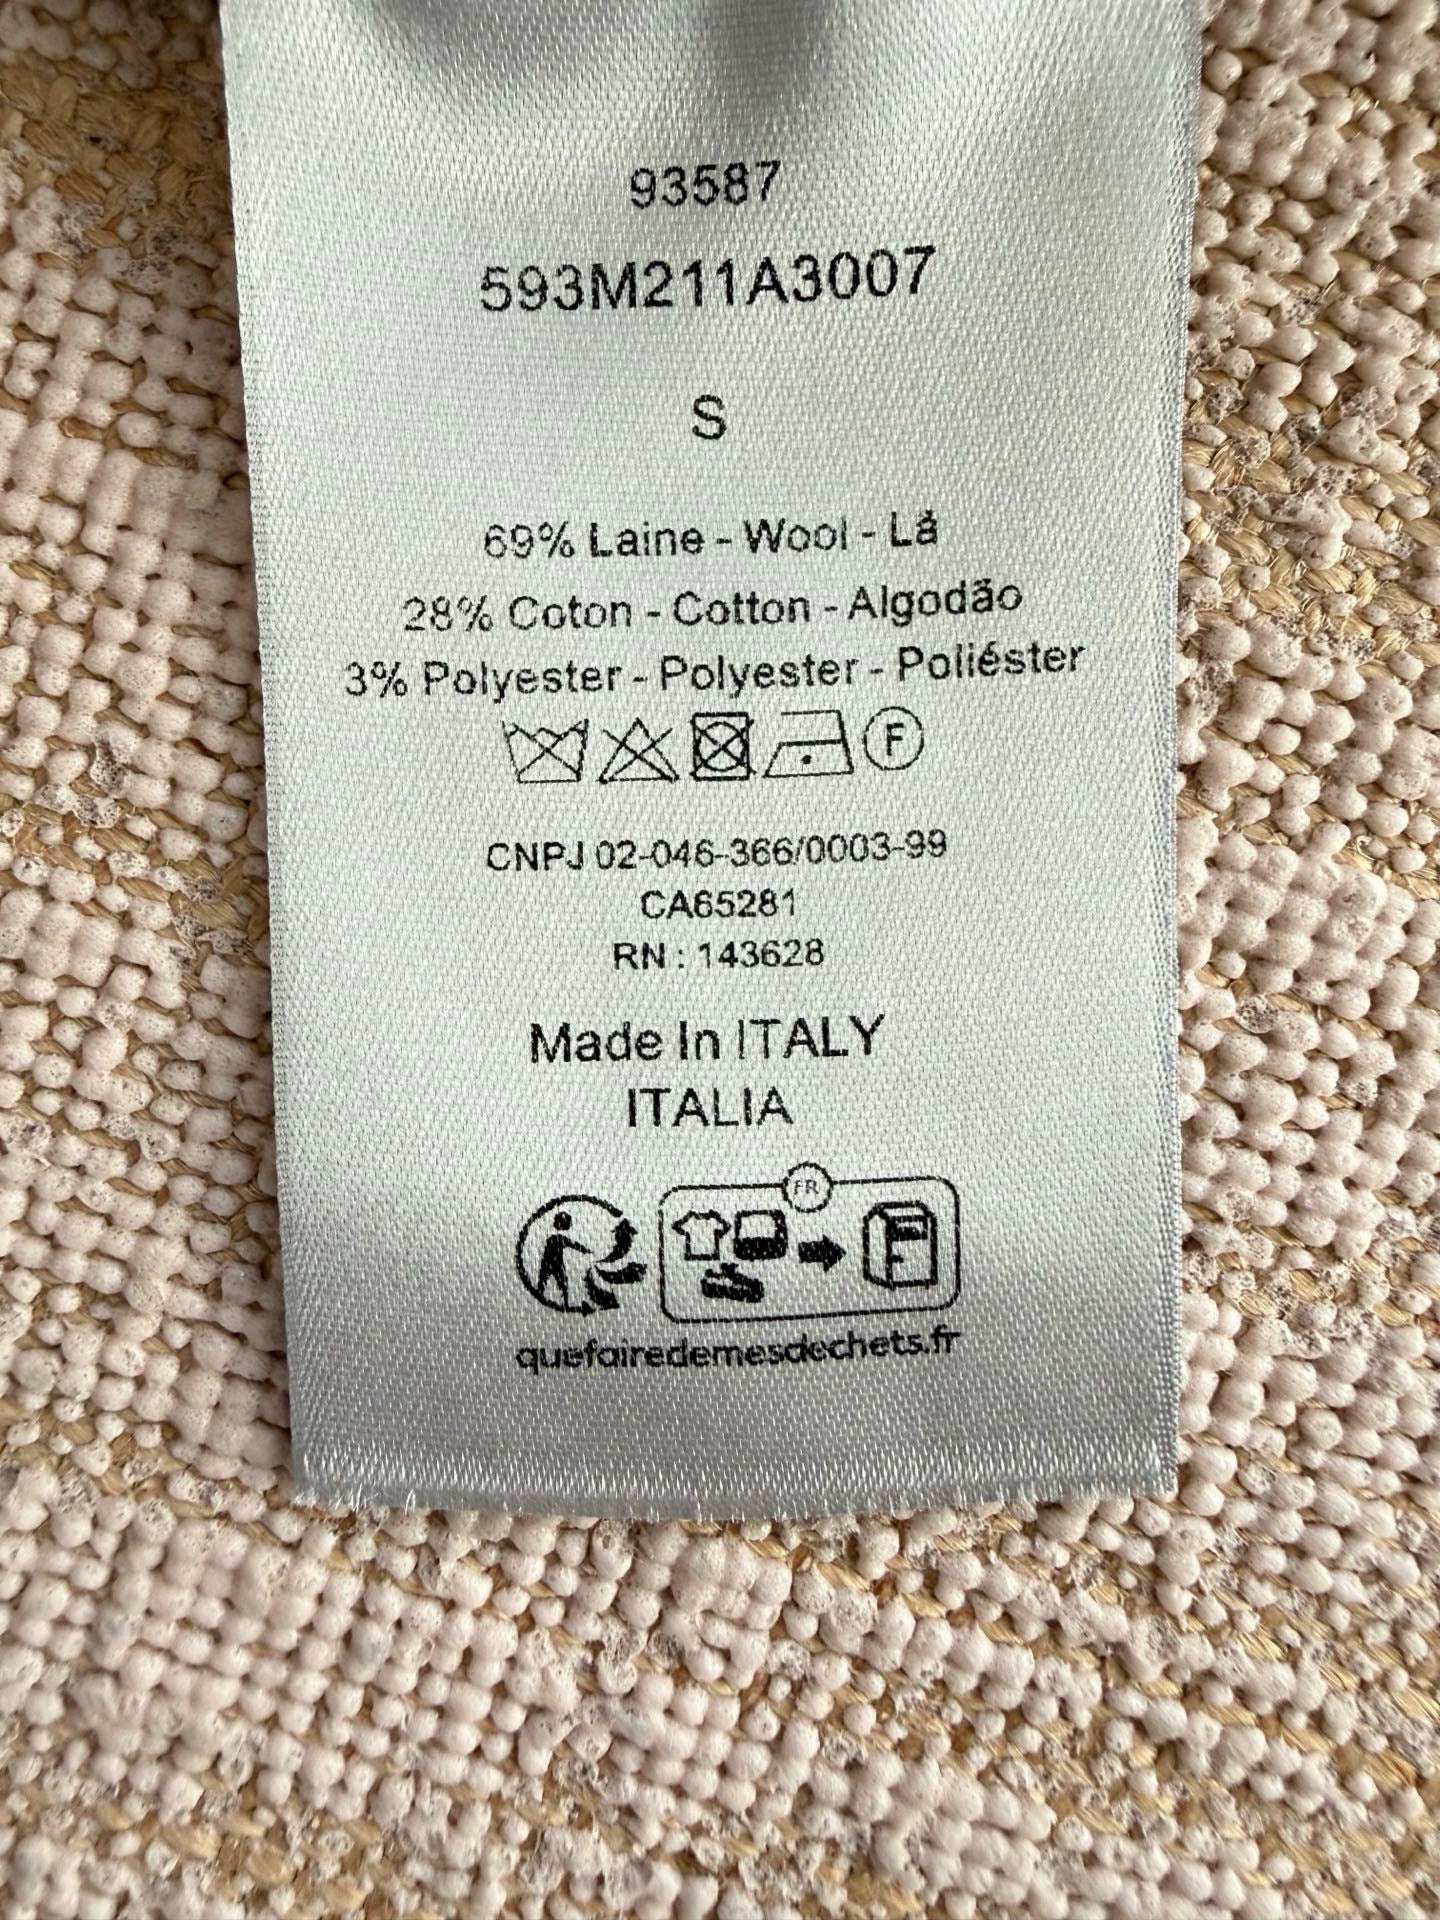 93587
593M211A3007
S
69% Laine - Wool - Lã
28% Coton - Cotton - Algodão
3% Polyester - Polyester - Poliéster
F
CNPJ 02-046-366/0003-99
CA65281
RN : 143628
Made In ITALY
ITALIA
FR
quefairedemesdechets.fr